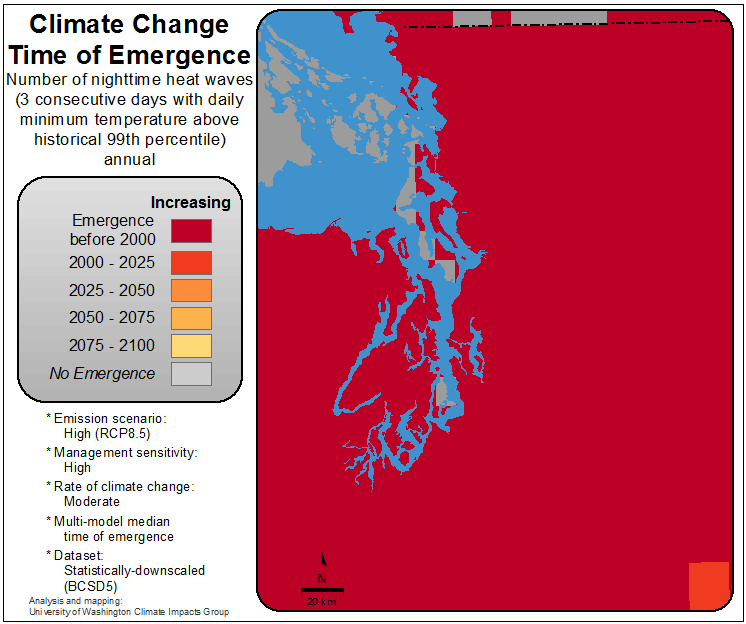 Climate Change
Time of Emergence
Number of nighttime heat waves
(3 consecutive days with daily
minimum temperature above
historical 99th percentile)
annual
Increasing
Emergence
before 2000
2000 - 2025
2025 - 2050
2050 - 2075
2075 - 2100
No Emergence
* Emission scenario:
High (RCP8.5)
* Management sensitivity:
High
* Rate of climate change:
Moderate
* Multi-model median
time of emergence
* Dataset:
Statistically-downscaled
(BCSD5)
Analysis and mapping:
University of Washington Climate Impacts Group
N
20 km